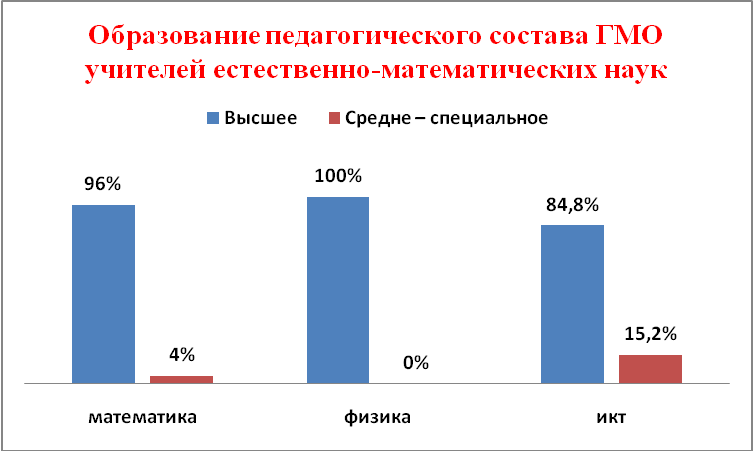 Образование педагогического состава ГМО
учителей естественно-математических наук
Высшее Средне – специальное
96% 100% 84,8%
4% 0% 15,2%
математика физика икт